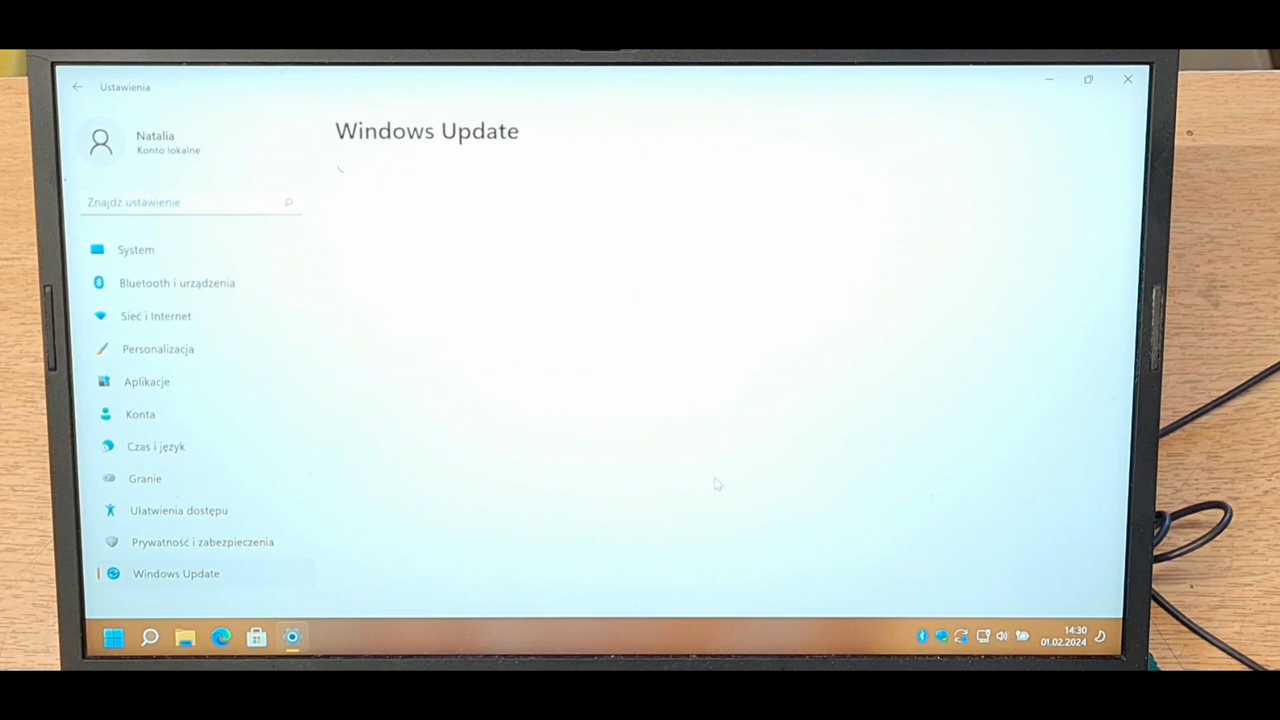 Ustawienia
Natalia
Konto lokalne
Znajdź ustawienie
System
Bluetooth i urządzenia
Sieć i Internet
Personalizacja
Aplikacje
Konta
Czas i język
Granie
Ułatwienia dostępu
Prywatność i zabezpieczenia
Windows Update
Windows Update
14:30
01.02.2024